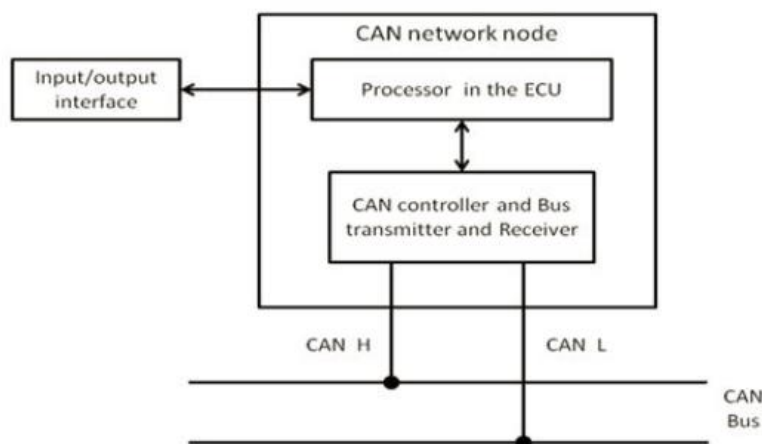 CAN network node
Input/output
interface
Processor in the ECU
CAN controller and Bus
transmitter and Receiver
CAN H
CAN L
CAN
Bus